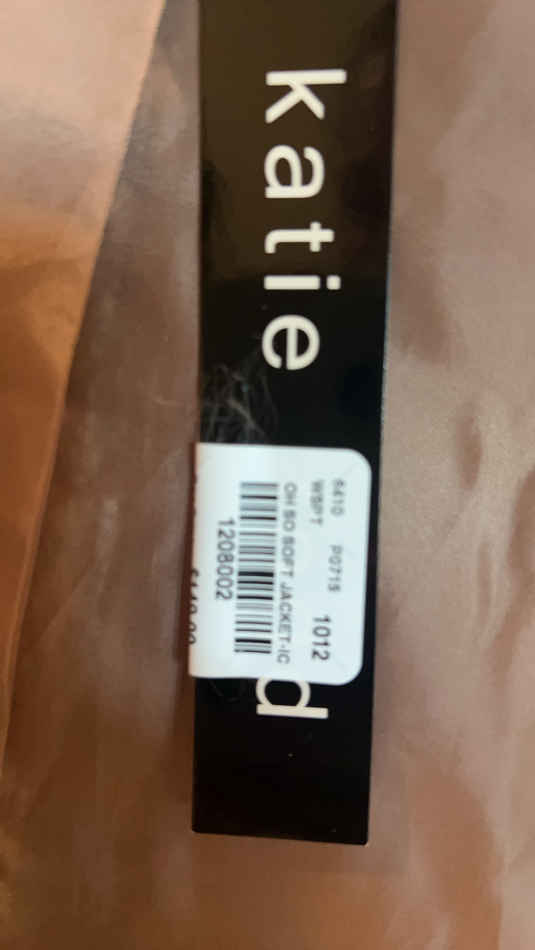 katie
d
6410 P0715
WSPT 1012
OH SO SOFT JACKET-IC
1208002